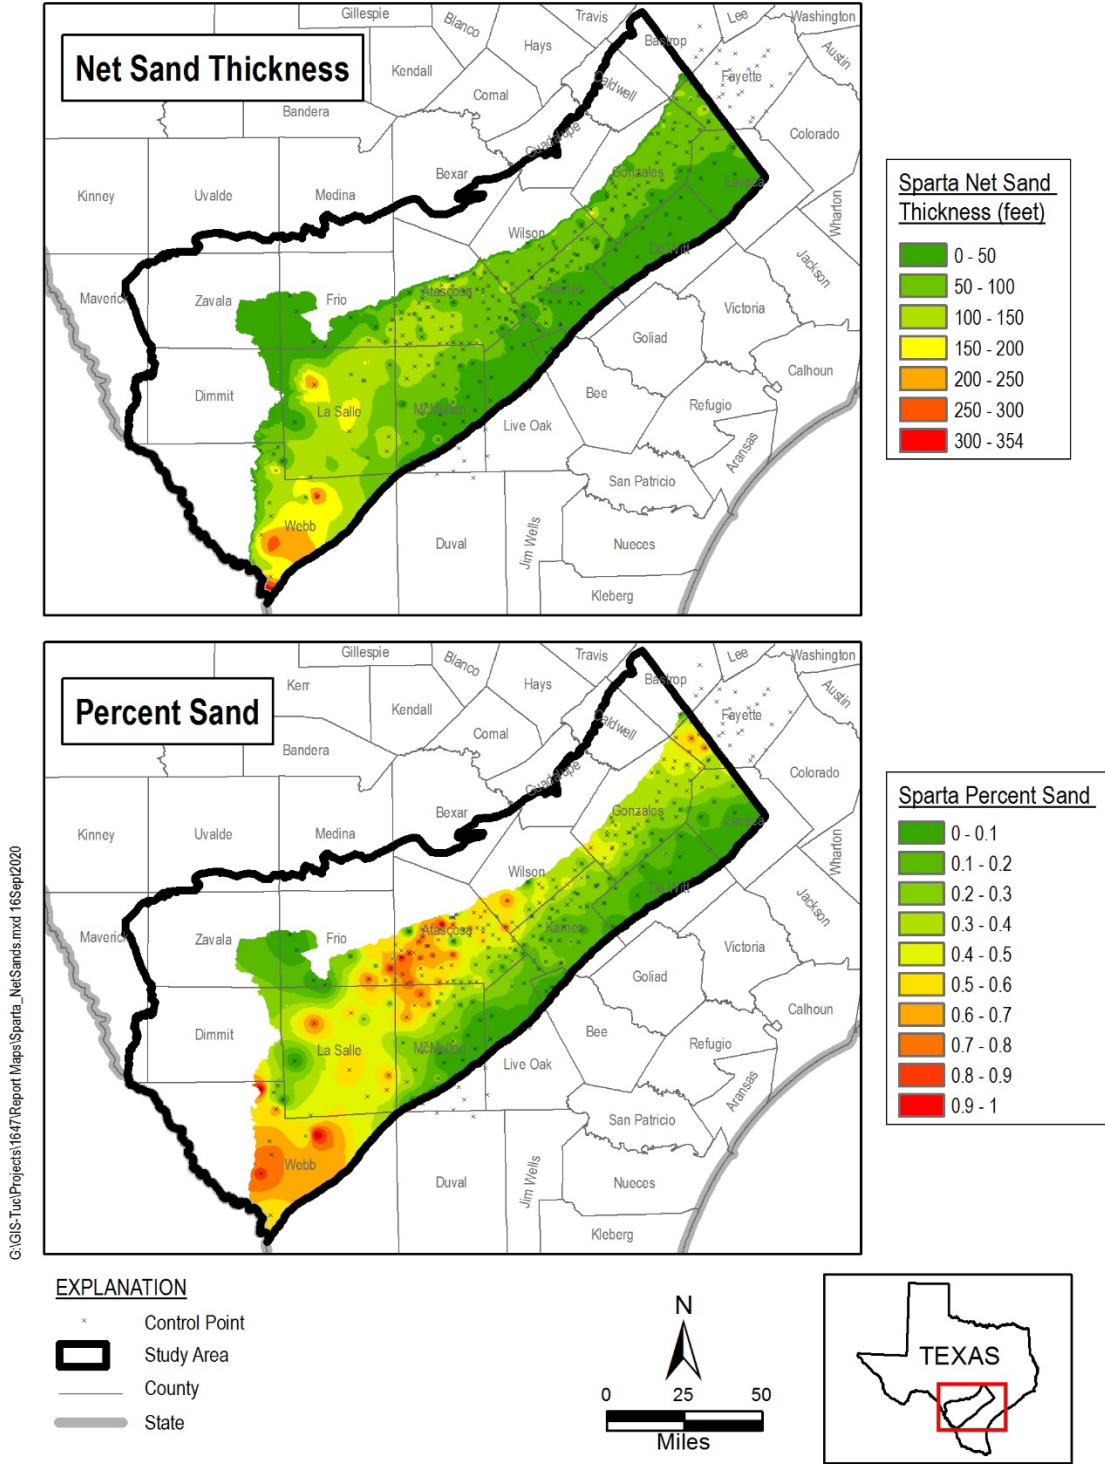 Net Sand Thickness
Gillespie
Blanco
Travis
Lee
Washington
Hays
Bastrop
Austin
Kendall
Comal
Caldwell
Fayette
Bandera
Guadalupe
Colorado
Kinney
Uvalde
Medina
Bexar
Gonzales
Lavaca
Wharton
Wilson
De Witt
Jackson
Maverick
Zavala
Frio
Atascosa
Karnes
Victoria
Goliad
Calhoun
Dimmit
La Salle
McMullen
Live Oak
Bee
Refugio
Aransas
San Patricio
Webb
Duval
Jim Wells
Nueces
Kleberg
Sparta Net Sand
Thickness (feet)
0 - 50
50 - 100
100 - 150
150 - 200
200 - 250
250 - 300
300 - 354
Percent Sand
Gillespie
Blanco
Travis
Lee
Washington
Kerr
Hays
Bastrop
Austin
Kendall
Comal
Caldwell
Fayette
Bandera
Guadalupe
Colorado
Kinney
Uvalde
Medina
Bexar
Gonzales
Lavaca
Wharton
Wilson
De Witt
Jackson
Maverick
Zavala
Frio
Atascosa
Karnes
Victoria
Goliad
Calhoun
Dimmit
La Salle
McMullen
Live Oak
Bee
Refugio
Aransas
San Patricio
Webb
Duval
Jim Wells
Nueces
Kleberg
Sparta Percent Sand
0 - 0.1
0.1 - 0.2
0.2 - 0.3
0.3 - 0.4
0.4 - 0.5
0.5 - 0.6
0.6 - 0.7
0.7 - 0.8
0.8 - 0.9
0.9 - 1
G:\GIS-Tuc\Projects\1647\Report Maps\Sparta_NetSands.mxd 16Sept2020
EXPLANATION
Control Point
Study Area
County
State
N
0 25 50
Miles
TEXAS